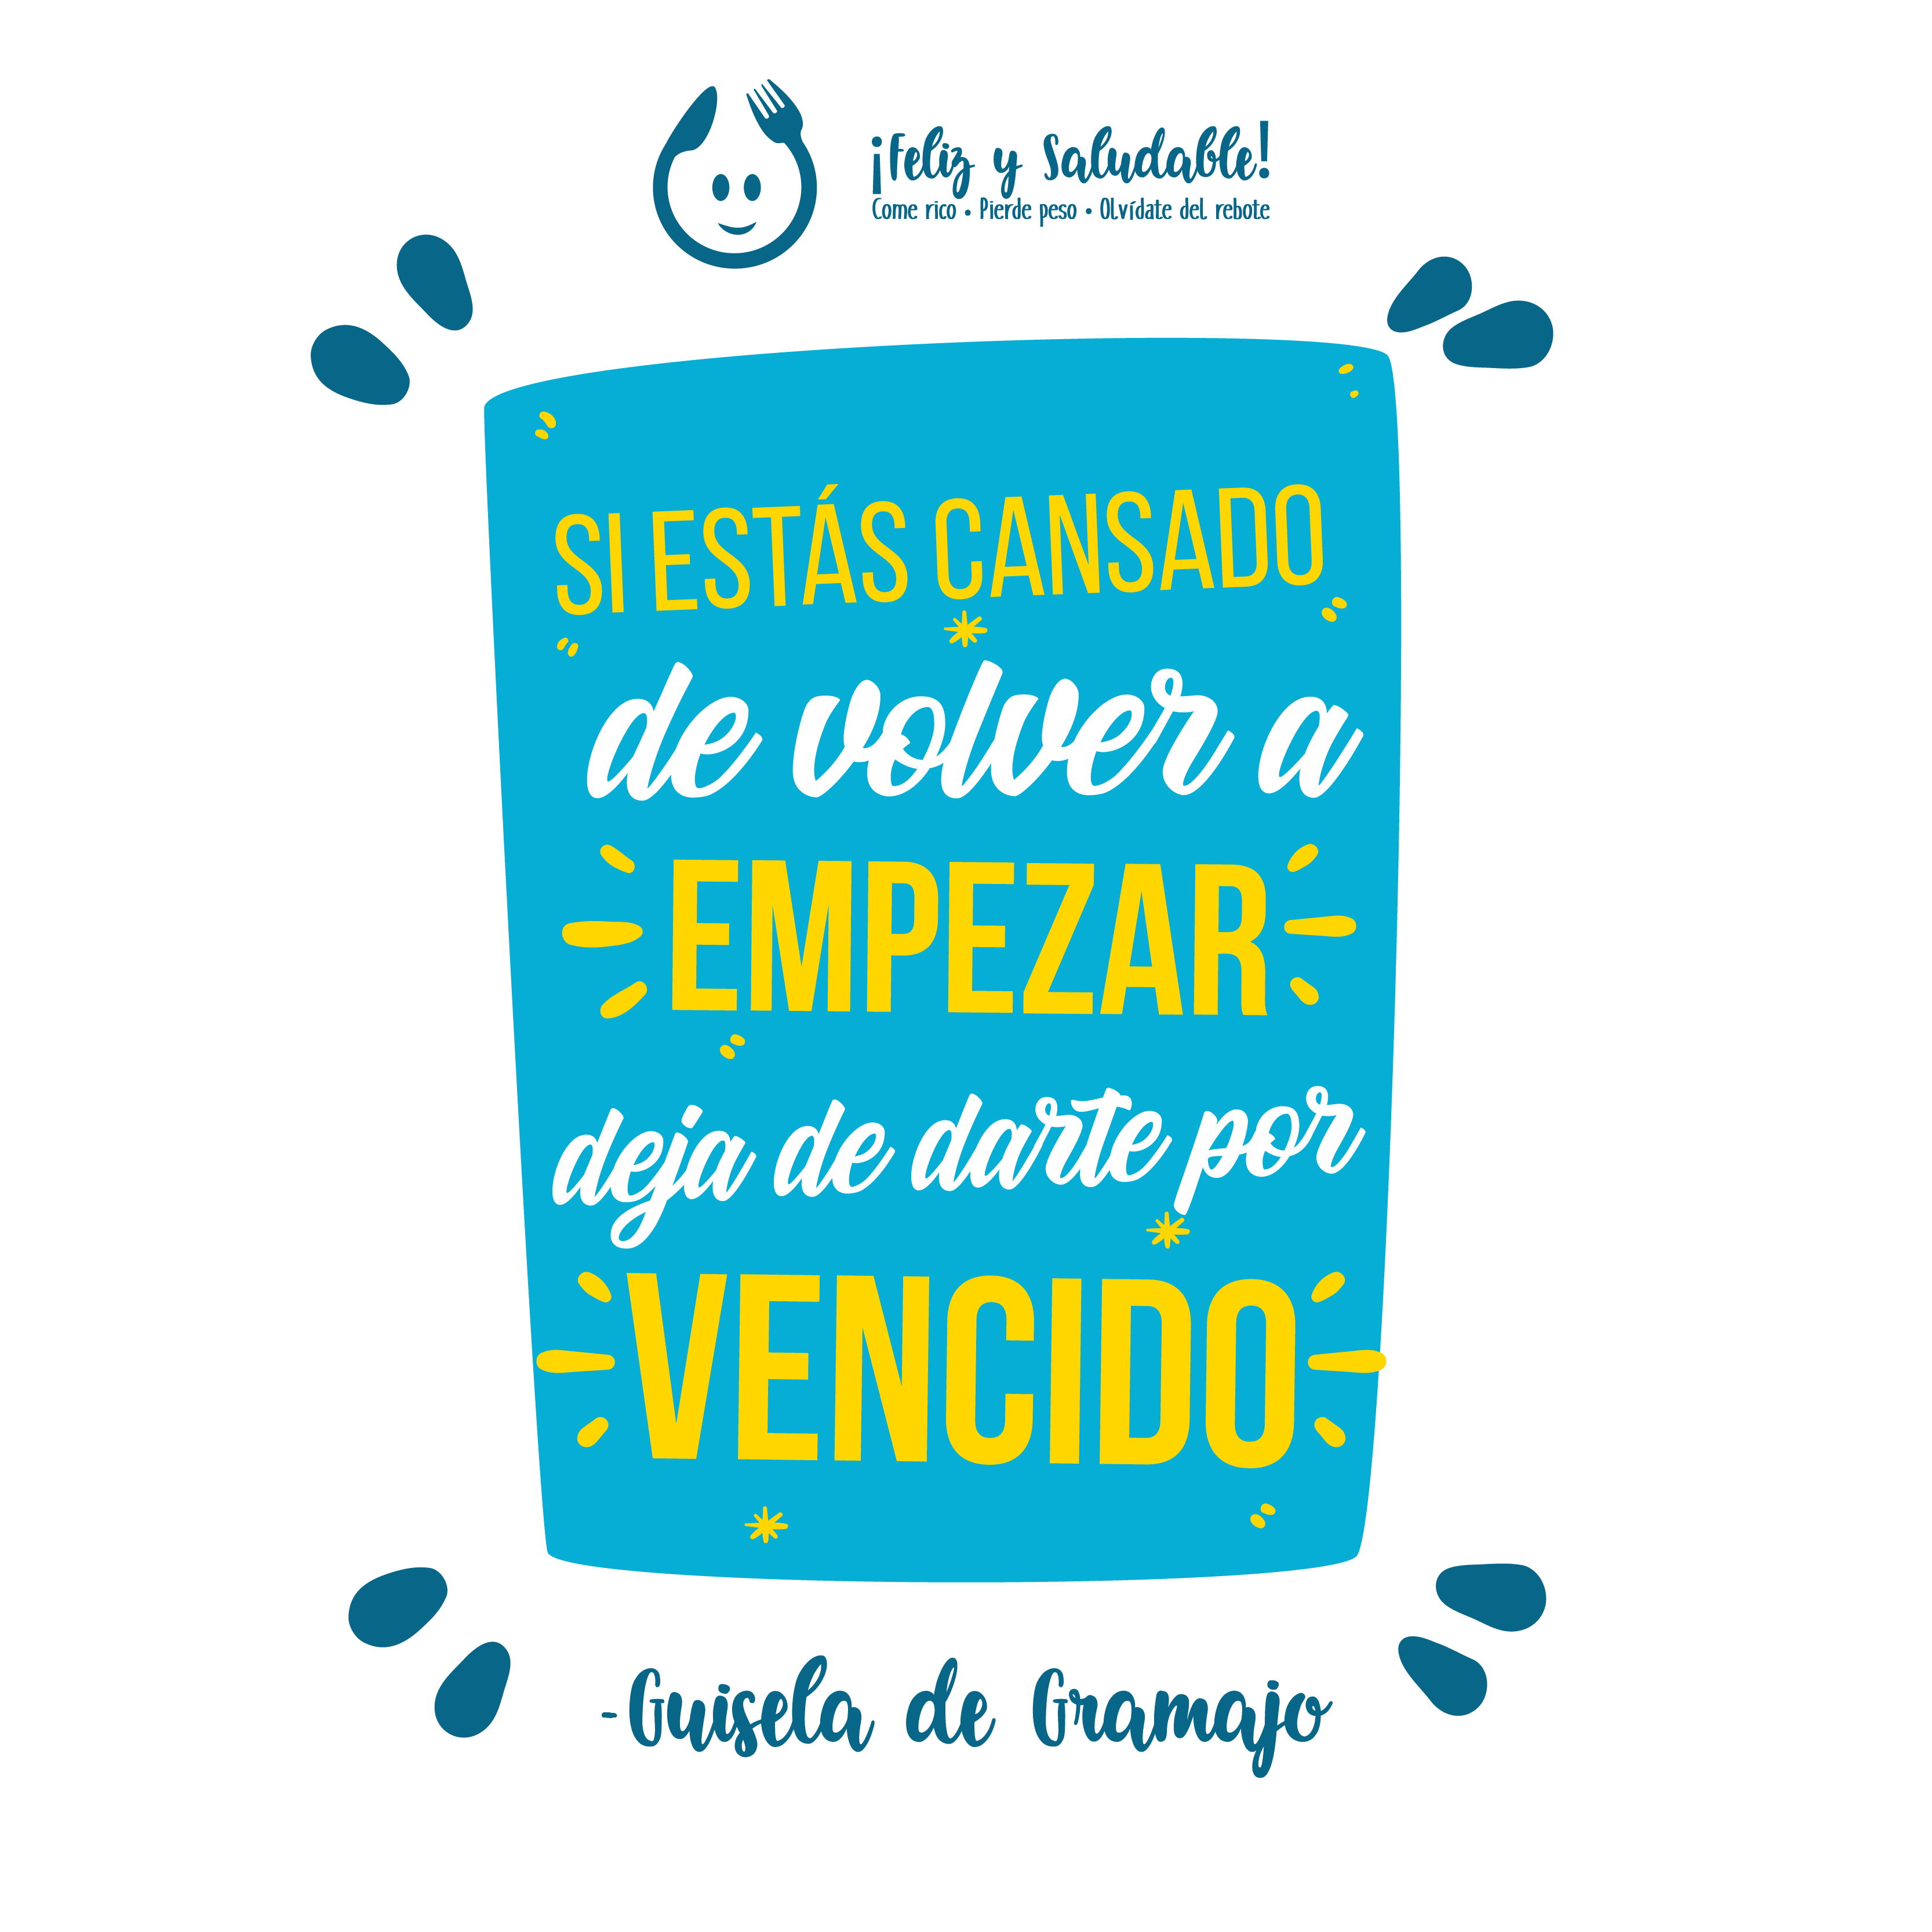 ¡Feliz y Saludable!
Come rico • Pierde peso • Olvídate del rebote
SI ESTÁS CANSADO
de volver a
EMPEZAR
deja de darte por
VENCIDO
-Guisela de Gramajo